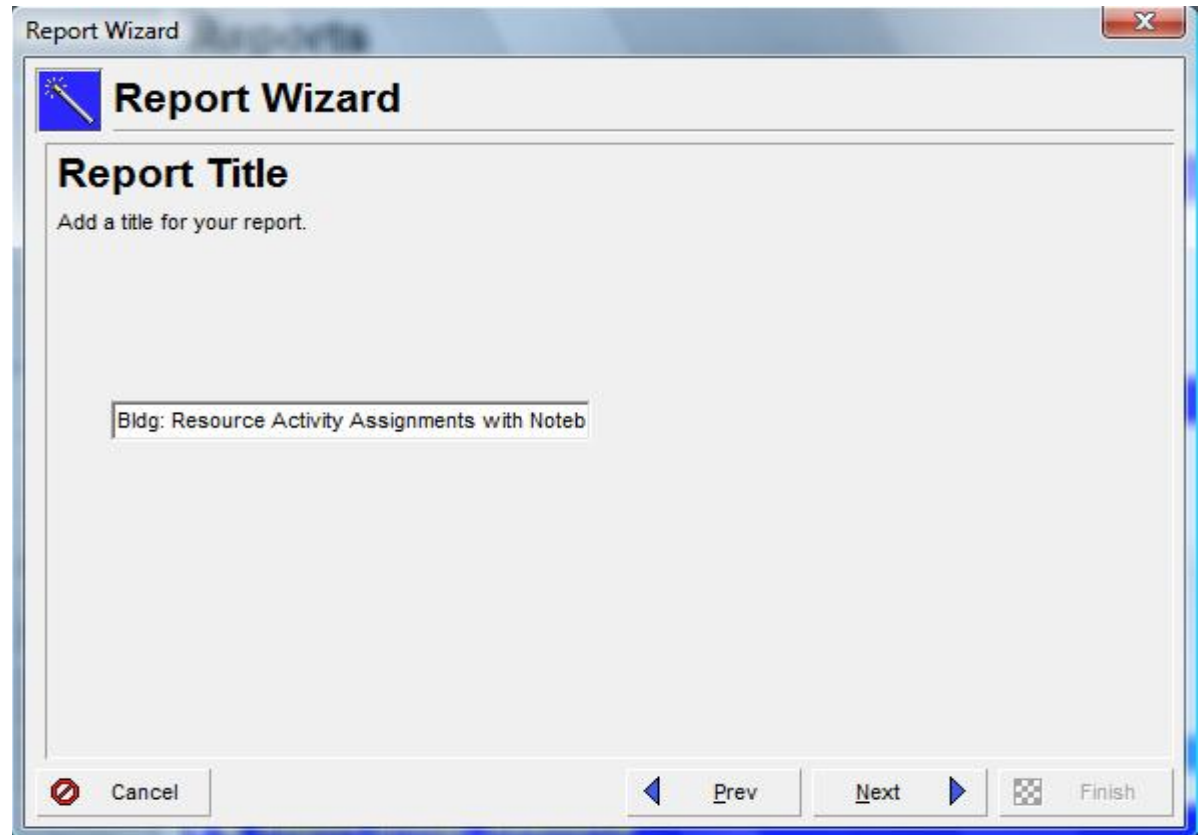 Report Wizard
Reports
Report Wizard
Report Title
Add a title for your report.
Bldg: Resource Activity Assignments with Noteb
Cancel
Prev
Next
Finish